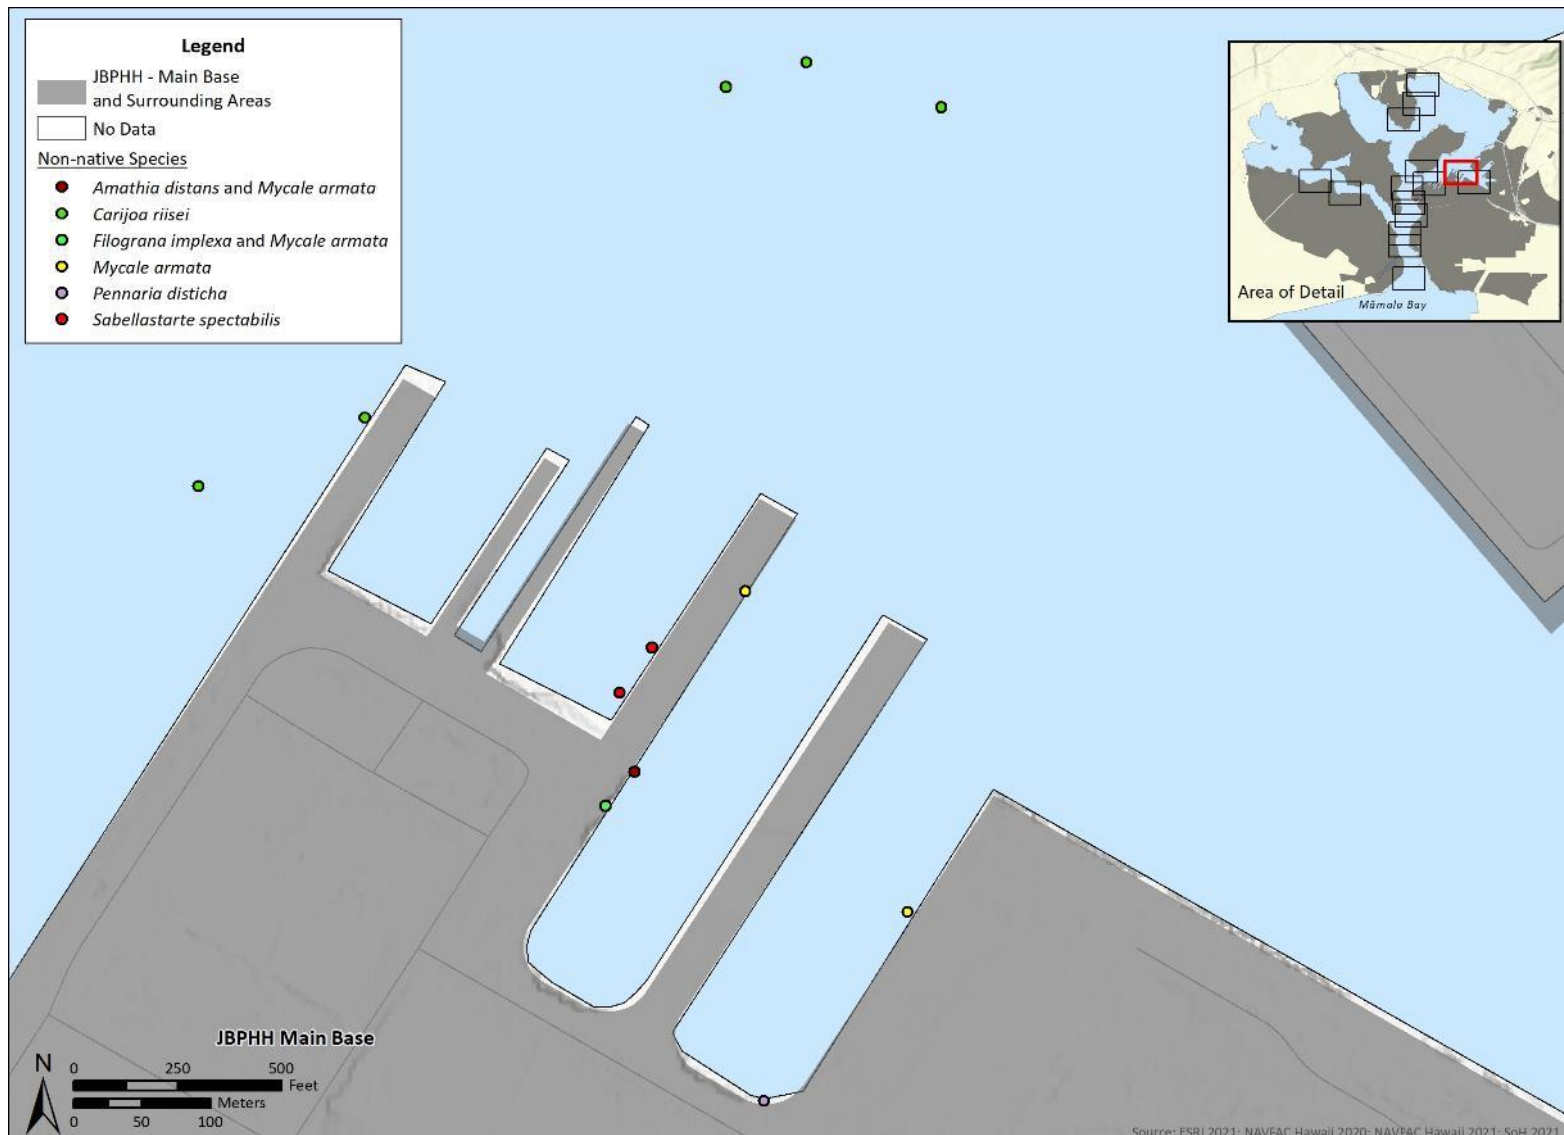 Legend
JBPHH - Main Base
and Surrounding Areas
No Data
Non-native Species
Amathia distans and Mycale armata
Carijoa riisei
Filograna implexa and Mycale armata
Mycale armata
Pennaria disticha
Sabellastarte spectabilis
Area of Detail
Māmala Bay
JBPHH Main Base
N
0 250 500
Feet
Meters
0 50 100
Source: ESRI 2021; NAVFAC Hawaii 2020; NAVFAC Hawaii 2021; SoH 2021